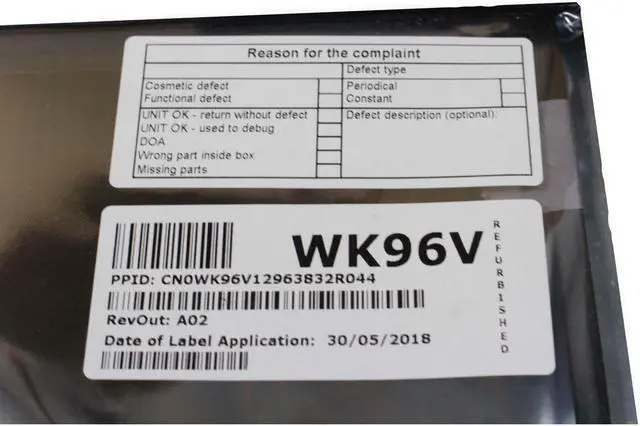 Reason for the complaint
Defect type
Cosmetic defect
Functional defect
Periodical
Constant
UNIT OK - return without defect
UNIT OK - used to debug
DOA
Wrong part inside box
Missing parts
Defect description (optional):
WK96V
REFURBISHED
PPID: CN0WK96V12963832R044
RevOut: A02
Date of Label Application: 30/05/2018